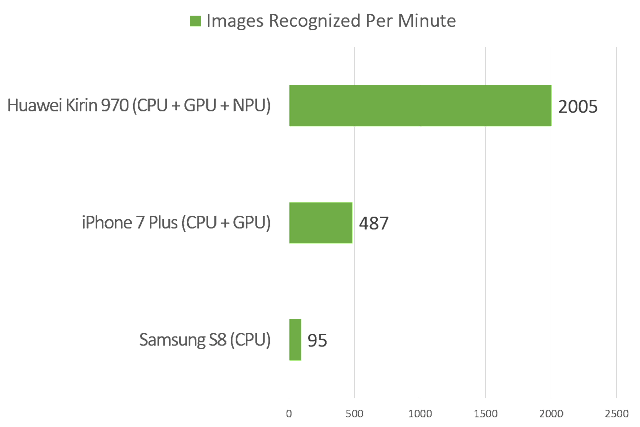 Images Recognized Per Minute
Huawei Kirin 970 (CPU + GPU + NPU)
2005
iPhone 7 Plus (CPU + GPU)
487
Samsung S8 (CPU)
95
0 500 1000 1500 2000 2500